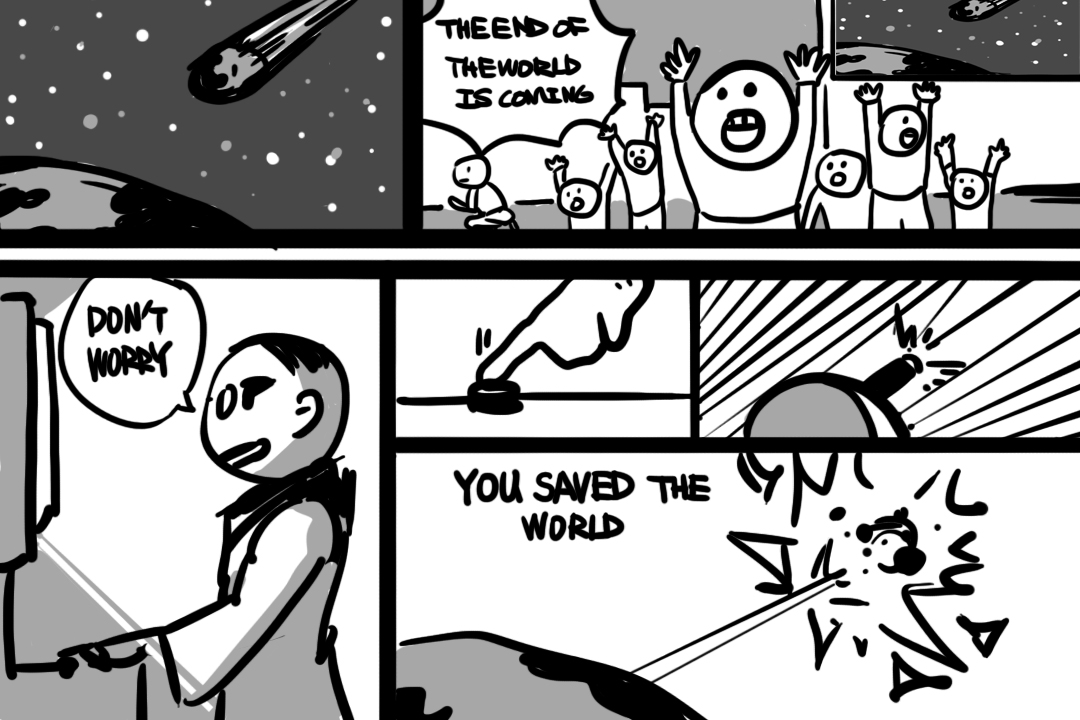 THE END OF
THE WORLD
IS COMING
DON'T
WORRY
YOU SAVED THE
WORLD